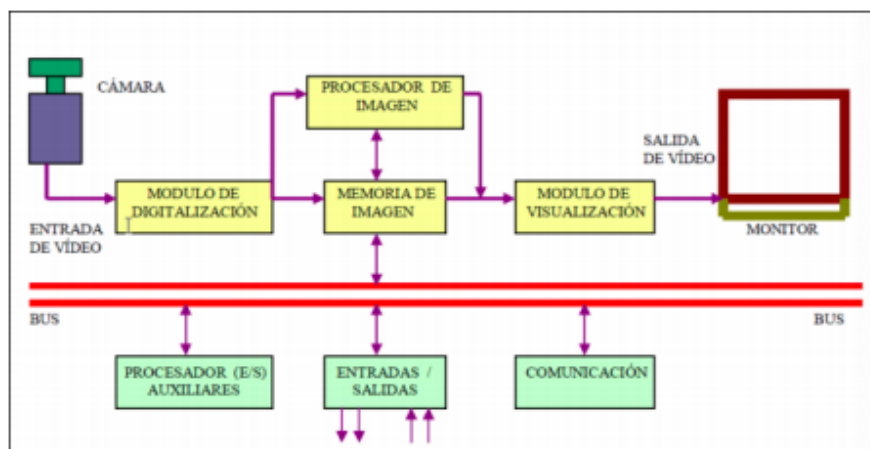 CÁMARA
PROCESADOR DE
IMAGEN
SALIDA
DE VÍDEO
MODULO DE
DIGITALIZACIÓN
MEMORIA DE
IMAGEN
MODULO DE
VISUALIZACIÓN
ENTRADA
DE VÍDEO
MONITOR
BUS
BUS
PROCESADOR (E/S)
AUXILIARES
ENTRADAS /
SALIDAS
COMUNICACIÓN